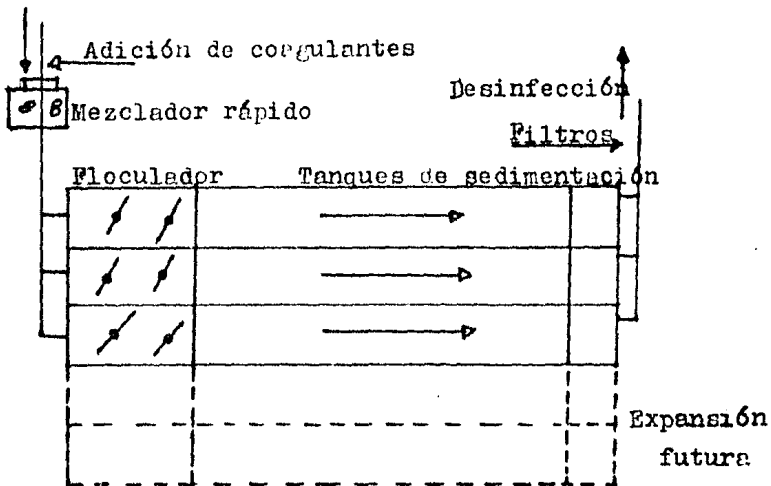 Adición de coagulantes
Mezclador rápido
Desinfección
Filtros
Floculador
Tanques de sedimentación
Expansión
futura